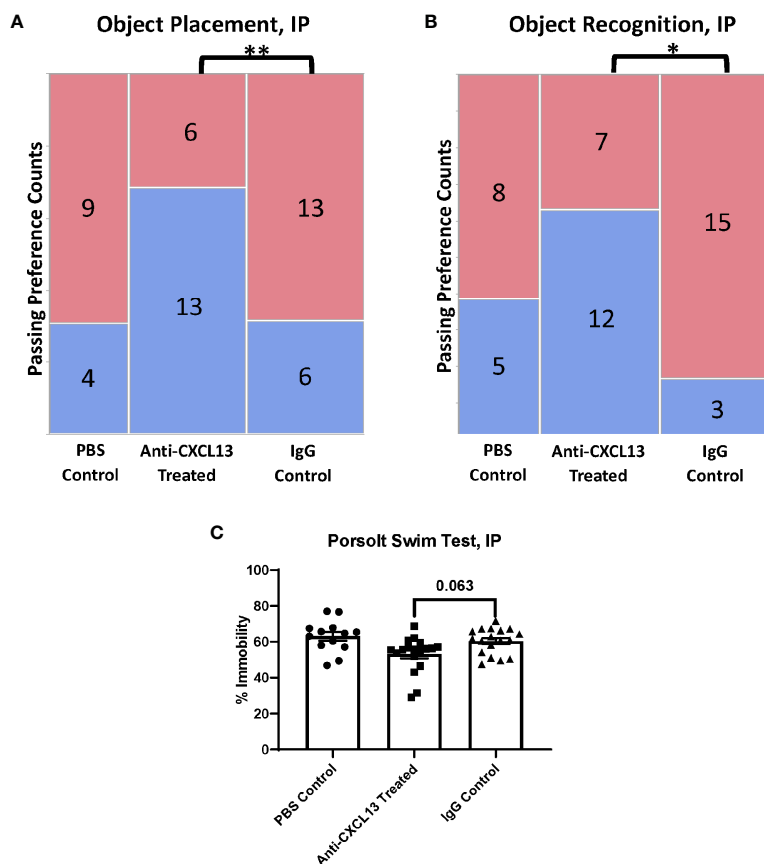 A
Object Placement, IP
**
Passing Preference Counts
9
6
13
4
13
6
PBS
Control
Anti-CXCL13
Treated
IgG
Control
B
Object Recognition, IP
*
Passing Preference Counts
8
7
15
5
12
3
PBS
Control
Anti-CXCL13
Treated
IgG
Control
C
Porsolt Swim Test, IP
0.063
% Immobility
100
80
60
40
20
0
PBS Control
Anti-CXCL13 Treated
IgG Control